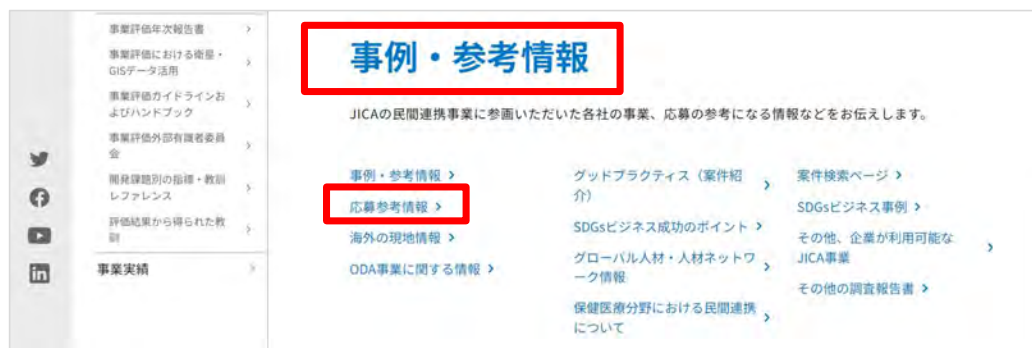 事業評価年次報告書
事業評価における衛星・
GISデータ活用
事業評価ガイドラインお
よびハンドブック
事業評価外部有識者委員
会
開発課題別の指標・教訓
レファレンス
評価結果から得られた教
訓
事業実績
事例・参考情報
JICAの民間連携事業に参画いただいた各社の事業、応募の参考になる情報などをお伝えします。
事例・参考情報
応募参考情報
海外の現地情報
ODA事業に関する情報
グッドプラクティス（案件紹
介）
SDGsビジネス成功のポイント
グローバル人材・人材ネットワ
ーク情報
保健医療分野における民間連携
について
案件検索ページ
SDGsビジネス事例
その他、企業が利用可能な
JICA事業
その他の調査報告書